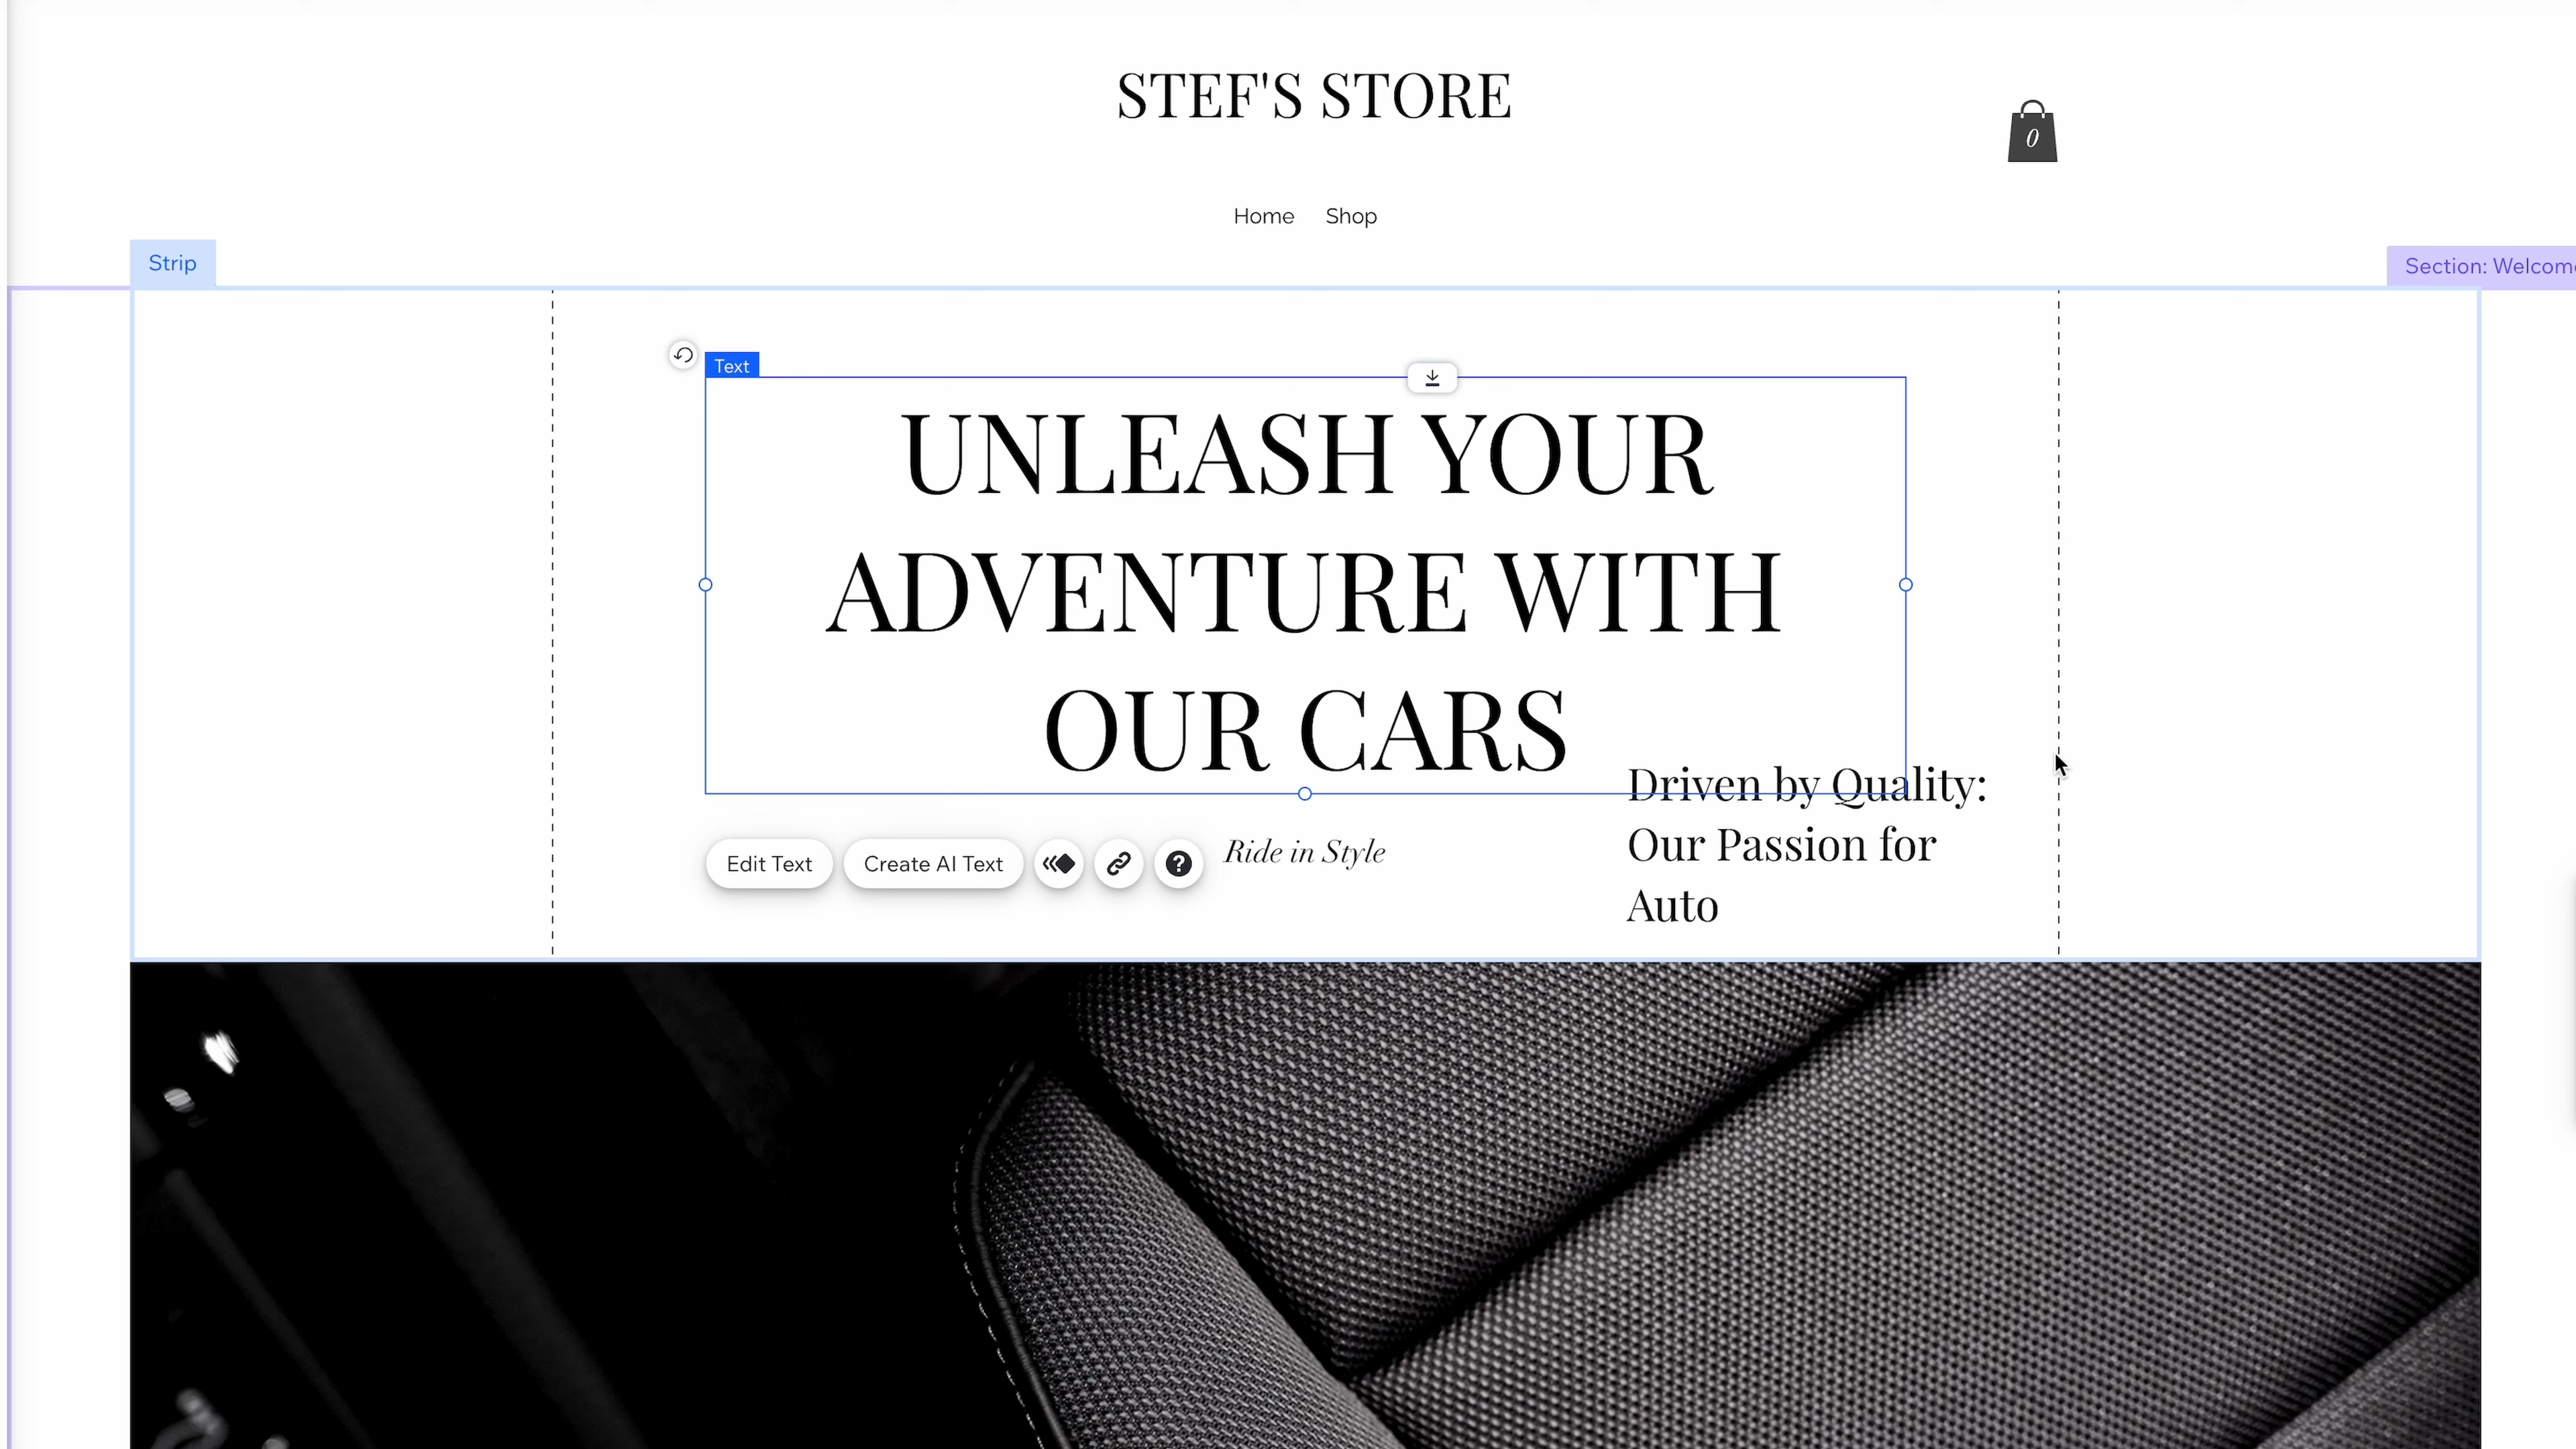 STEF'S STORE
0
Home Shop
Strip
Section: Welcome
Text
UNLEASH YOUR
ADVENTURE WITH
OUR CARS
Driven by Quality:
Our Passion for
Auto
Edit Text
Create AI Text
?
Ride in Style